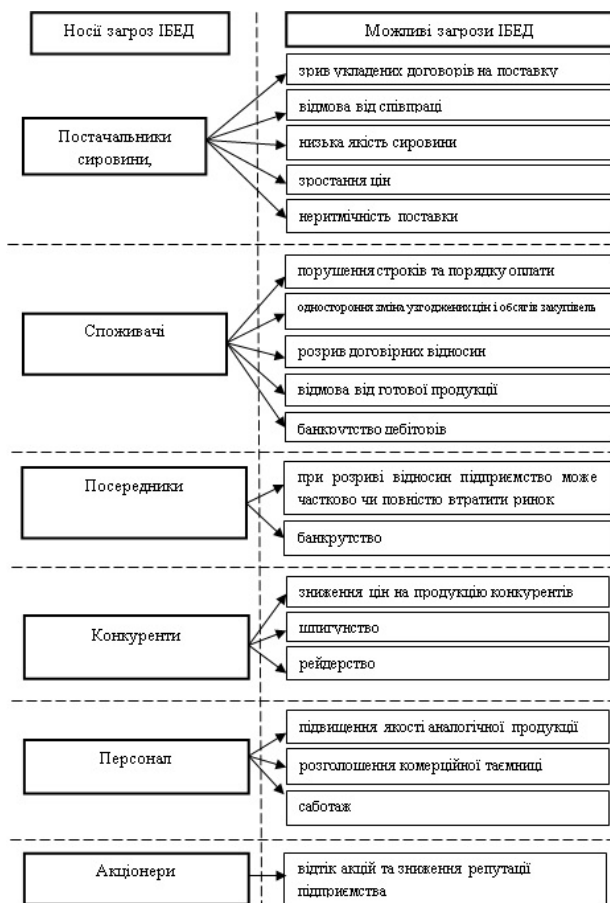 Носії загроз ІБЕД
Можливі загрози ІБЕД
Постачальники
сировини,
зрив укладених договорів на поставку
відмова від співпраці
низька якість сировини
зростання цін
неритмічність поставки
Споживачі
порушення строків та порядку оплати
одностороння зміна узгоджених цін і обсягів закупівель
розрив договірних відносин
відмова від готової продукції
банкрутство дебіторів
Посередники
при розриві відносин підприємство може
частково чи повністю втратити ринок
банкрутство
Конкуренти
зниження цін на продукцію конкурентів
шпигунство
рейдерство
Персонал
підвищення якості аналогічної продукції
розголошення комерційної таємниці
саботаж
Акціонери
відтік акцій та зниження репутації
підприємства